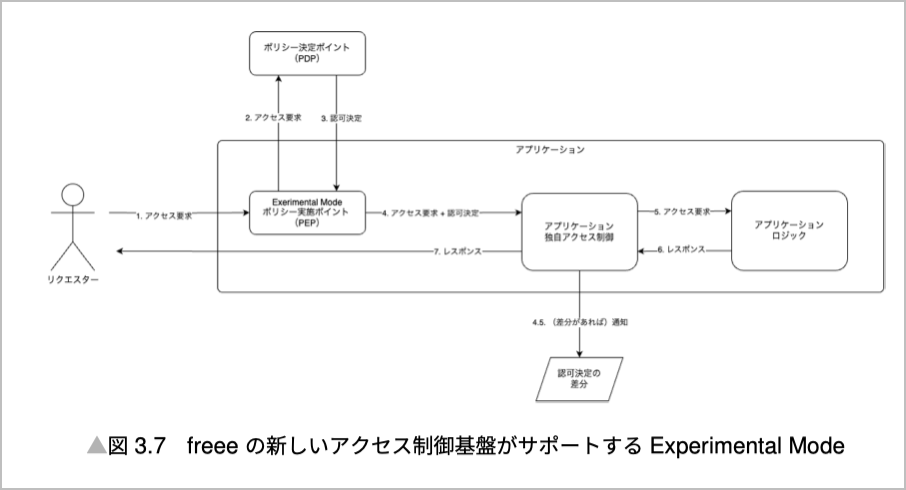 ポリシー決定ポイント
（PDP）
2. アクセス要求
3. 認可決定
アプリケーション
Exerimental Mode
ポリシー実施ポイント
（PEP）
1. アクセス要求
4. アクセス要求 + 認可決定
アプリケーション
独自アクセス制御
5. アクセス要求
6. レスポンス
アプリケーション
ロジック
7. レスポンス
リクエスター
4.5. （差分があれば）通知
認可決定の
差分
▲図 3.7 freee の新しいアクセス制御基盤がサポートする Experimental Mode